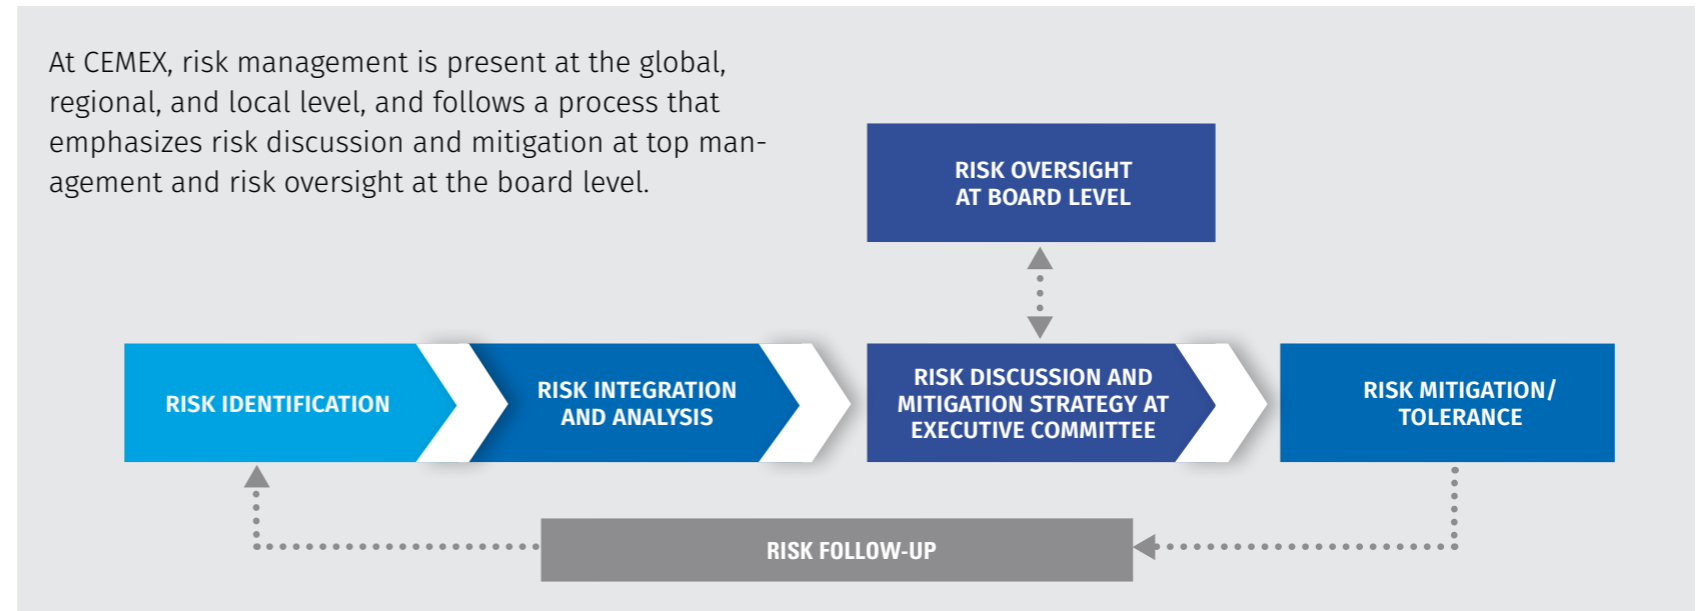 At CEMEX, risk management is present at the global,
regional, and local level, and follows a process that
emphasizes risk discussion and mitigation at top man-
agement and risk oversight at the board level.
RISK OVERSIGHT
AT BOARD LEVEL
RISK IDENTIFICATION
RISK INTEGRATION
AND ANALYSIS
RISK DISCUSSION AND
MITIGATION STRATEGY AT
EXECUTIVE COMMITTEE
RISK MITIGATION/
TOLERANCE
RISK FOLLOW-UP